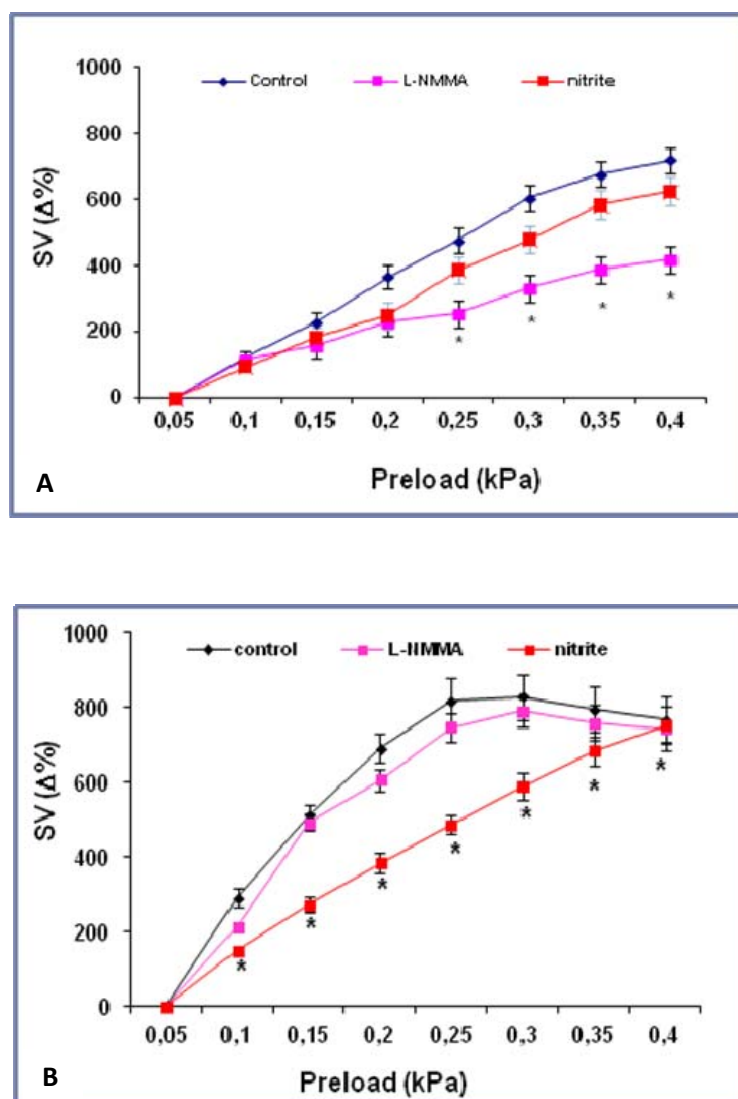 1000
Control L-NMMA nitrite
800
600
400
200
0
SV (Δ%)
* * * *
0,05 0,1 0,15 0,2 0,25 0,3 0,35 0,4
Preload (kPa)
A
1000
control L-NMMA nitrite
800
600
400
200
0
SV (Δ%)
* * * * * * *
0,05 0,1 0,15 0,2 0,25 0,3 0,35 0,4
Preload (kPa)
B